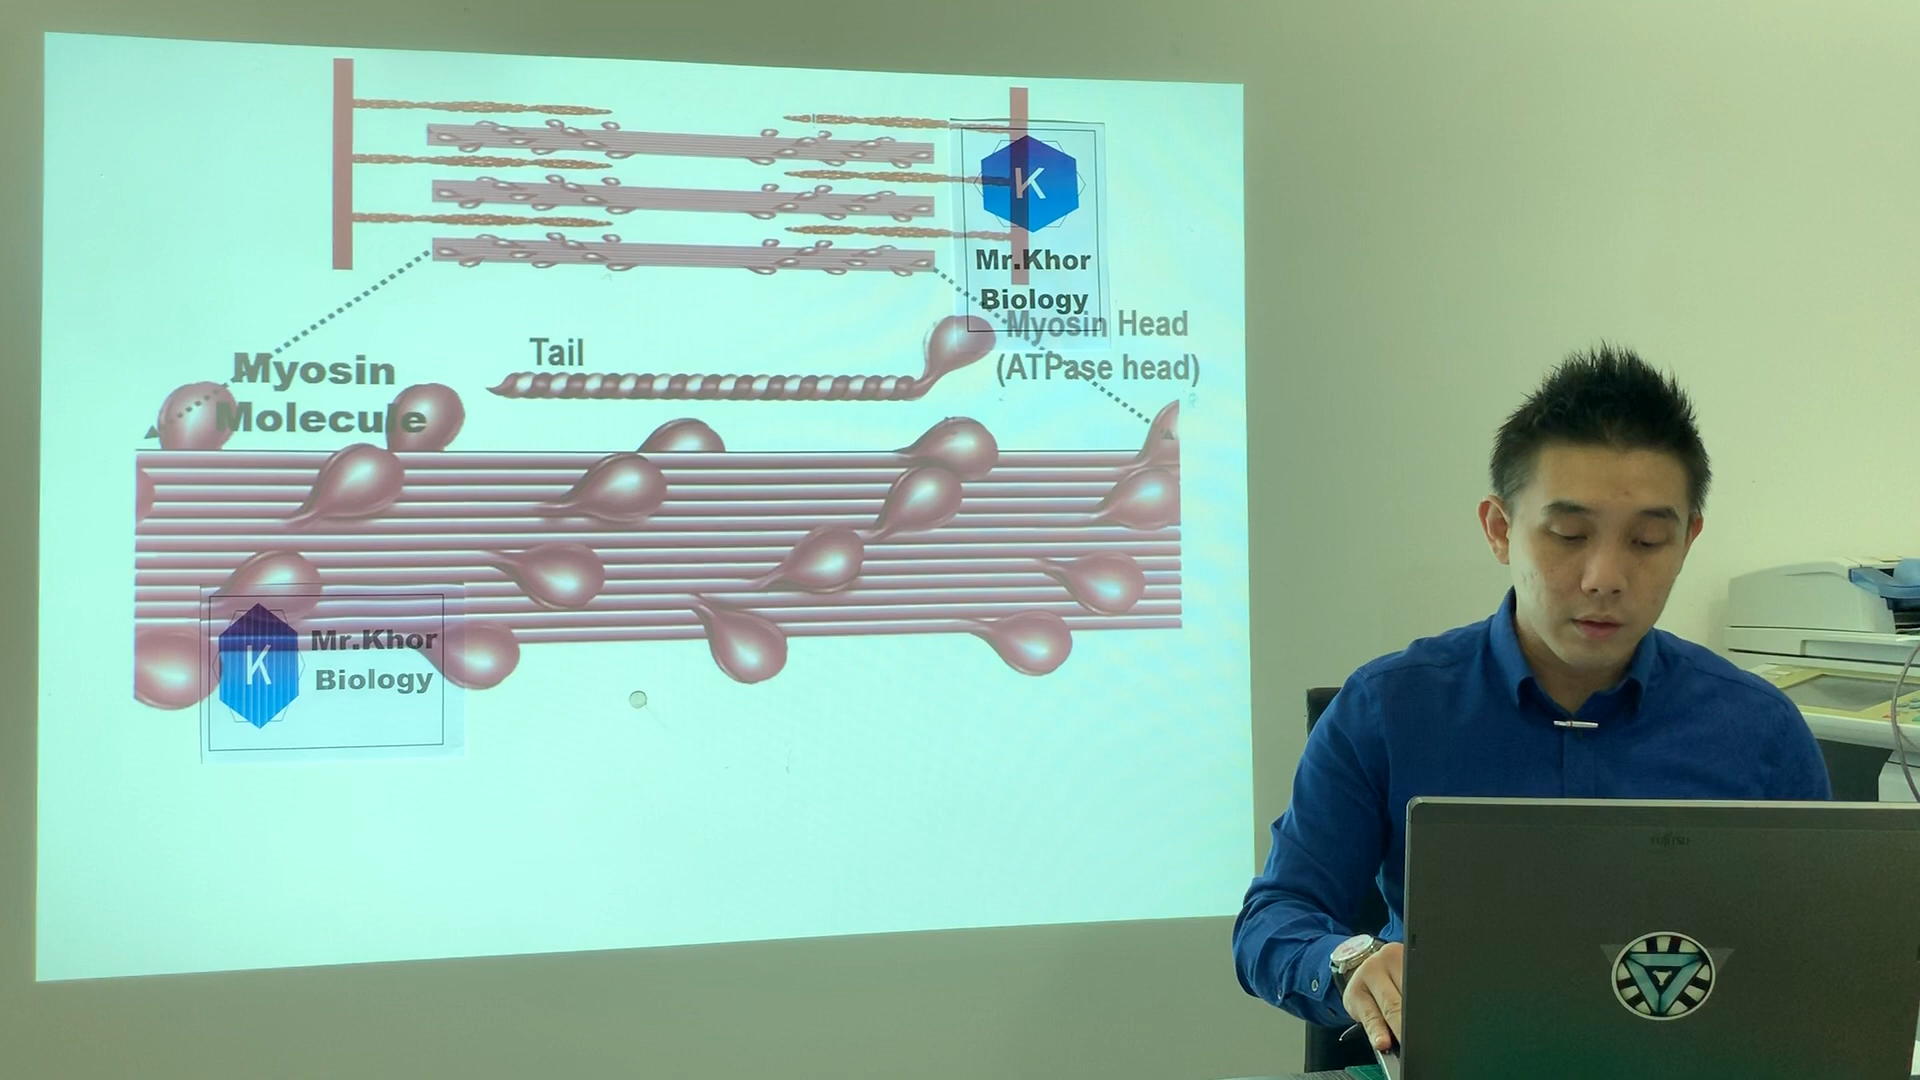 K
Mr.Khor
Biology
Myosin Head
(ATPase head)
Tail
Myosin
Molecule
K
Mr.Khor
Biology
FUJITSU